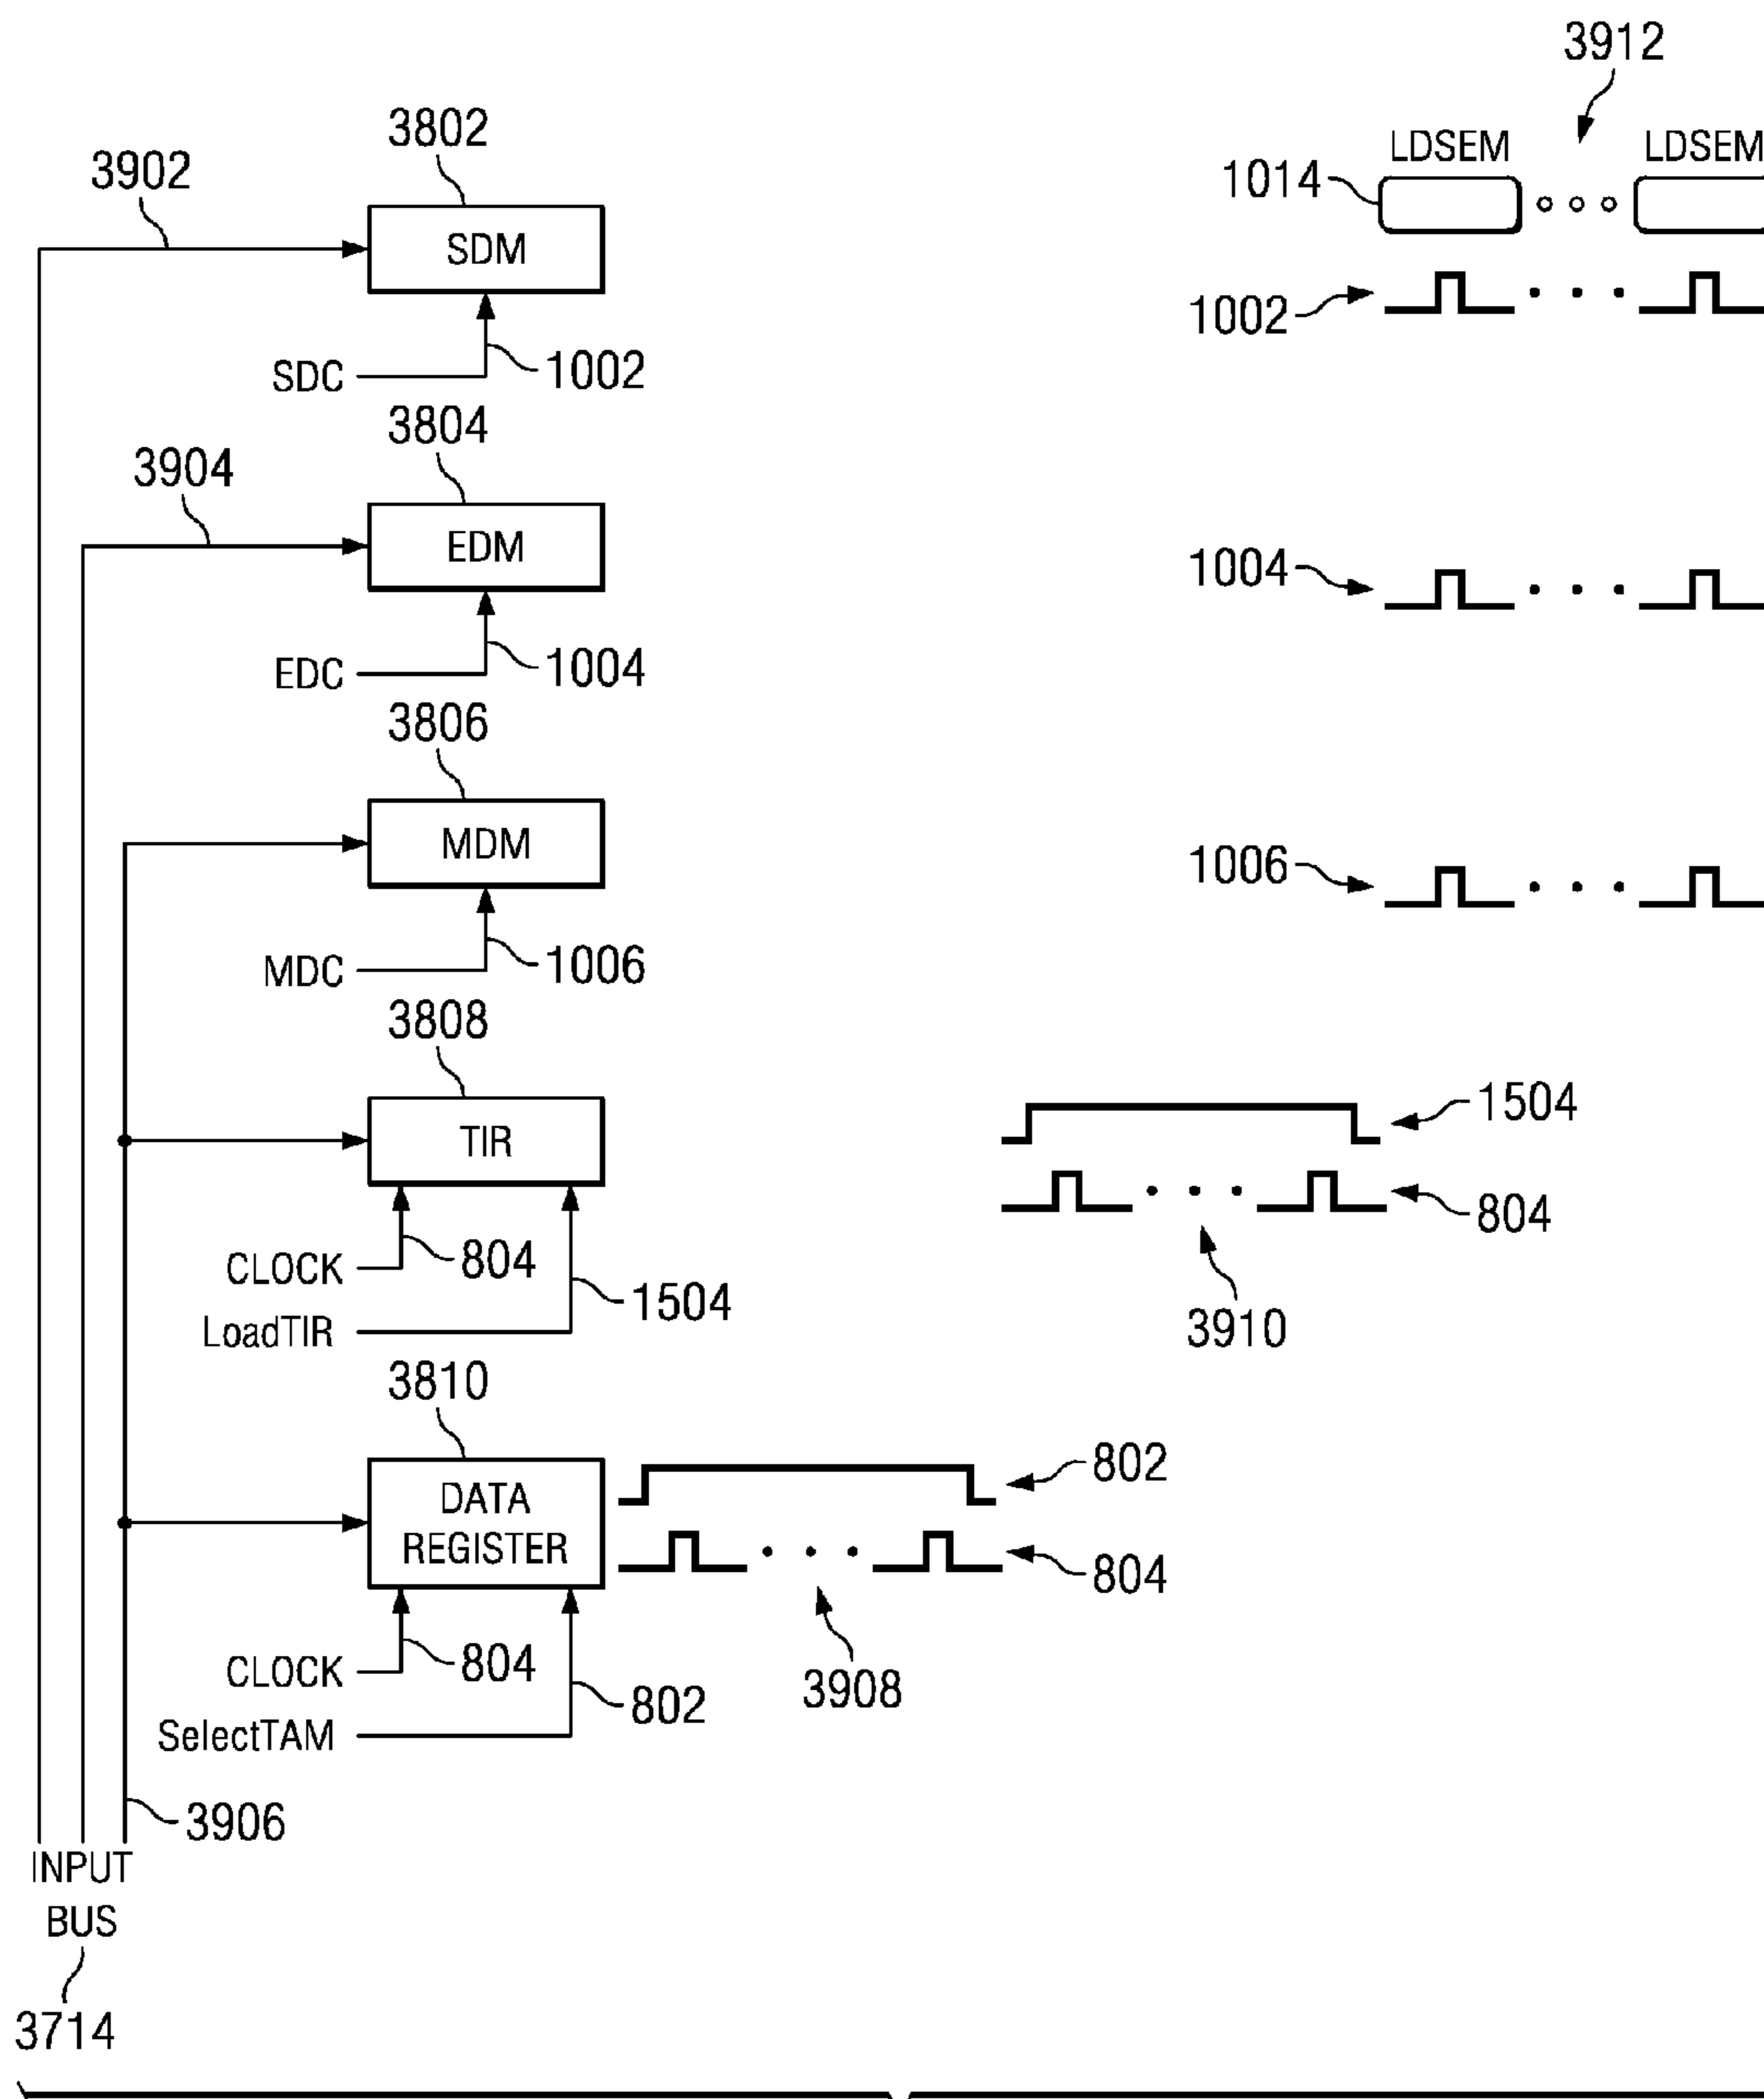 3912
3802
LDSEM LDSEM
3902
1014
SDM
1002
SDC 1002
3804
3904
EDM
1004
EDC 1004
3806
MDM
1006
MDC 1006
3808
1504
TIR
804
CLOCK 804
LoadTIR 1504
3910
3810
802
DATA
REGISTER
804
CLOCK 804
3908
SelectTAM 802
3906
INPUT
BUS
3714